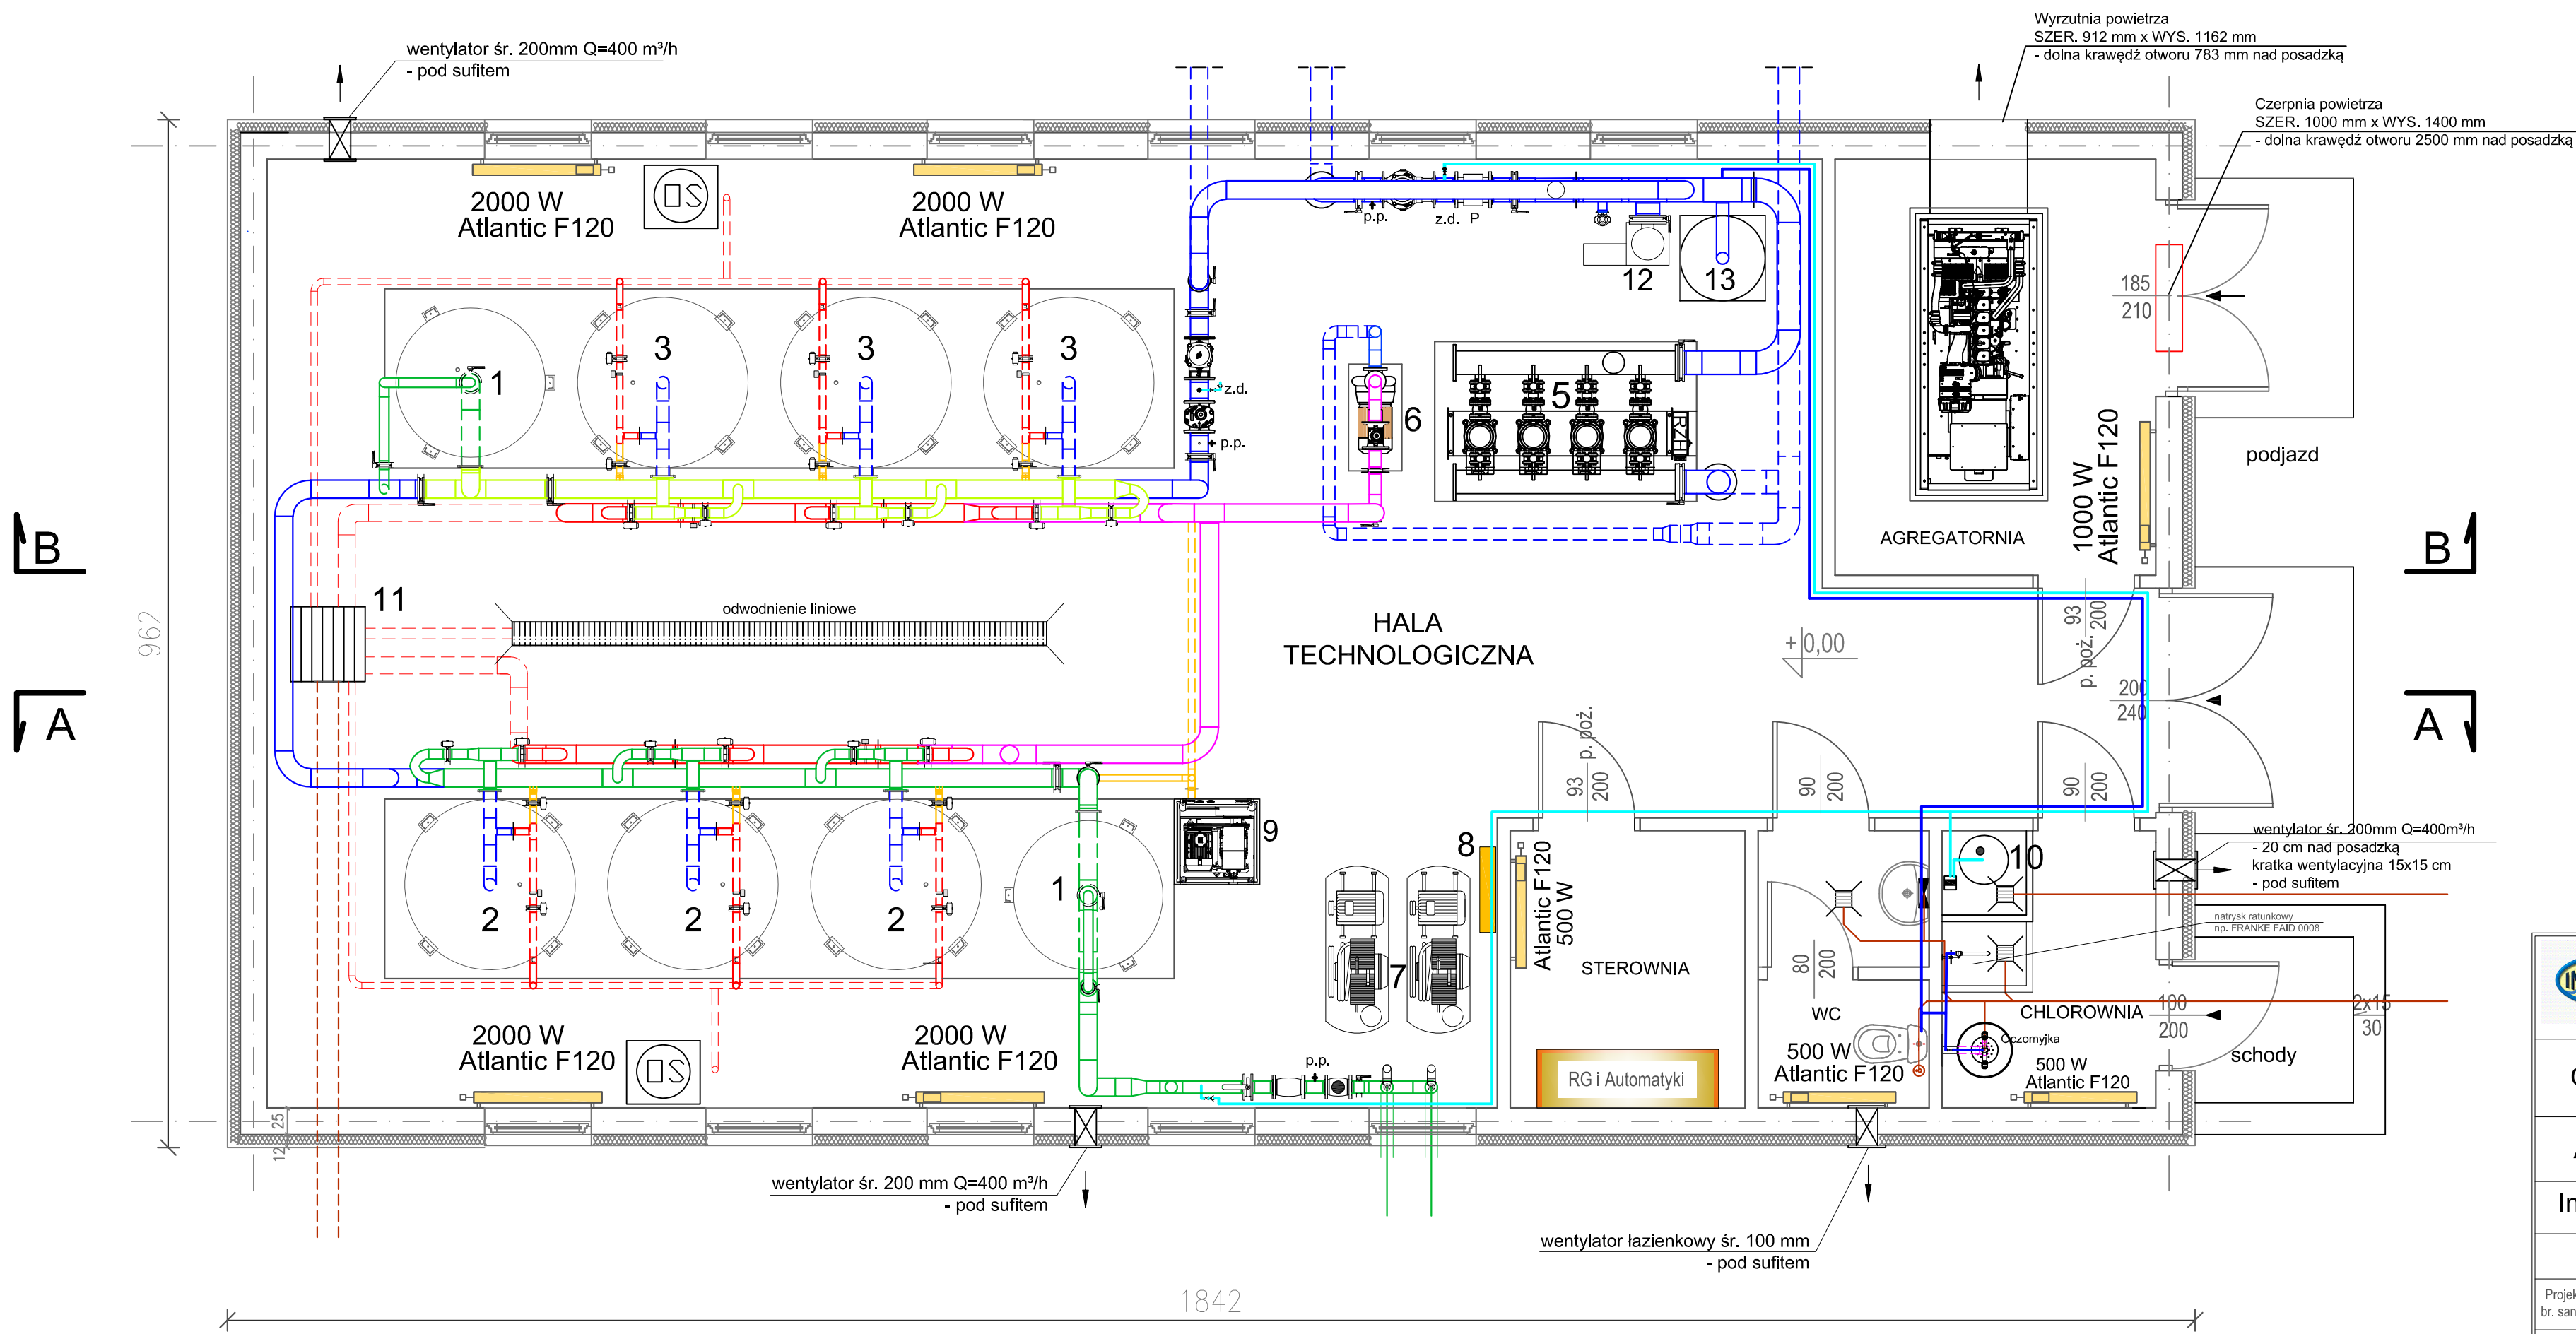 Wyrzutnia powietrza
SZER. 912 mm x WYS. 1162 mm
- dolna krawędź otworu 783 mm nad posadzką
wentylator śr. 200mm Q=400 m³/h
- pod sufitem
Czerpnia powietrza
SZER. 1000 mm x WYS. 1400 mm
- dolna krawędź otworu 2500 mm nad posadzką
2000 W
Atlantic F120
OS
2000 W
Atlantic F120
p.p.
z.d.
P
12
13
185
210
1
3
3
3
z.d.
p.p.
6
5
RZH
1000 W
Atlantic F120
podjazd
AGREGATORNIA
B
B
962
11
odwodnienie liniowe
HALA
TECHNOLOGICZNA
+0,00
93
200
p. poż.
200
240
A
A
93
200
p. poż.
90
200
90
200
9
8
Atlantic F120
500 W
10
wentylator śr. 200mm Q=400m³/h
- 20 cm nad posadzką
kratka wentylacyjna 15x15 cm
- pod sufitem
natrysk ratunkowy
np. FRANKE FAID 0008
2
2
2
1
7
STEROWNIA
80
200
WC
CHLOROWNIA
100
200
2x15
30
Oczomyjka
schody
2000 W
Atlantic F120
OS
2000 W
Atlantic F120
p.p.
RG i Automatyki
500 W
Atlantic F120
500 W
Atlantic F120
25
12
wentylator śr. 200 mm Q=400 m³/h
- pod sufitem
wentylator łazienkowy śr. 100 mm
- pod sufitem
1842
Projek
br. san